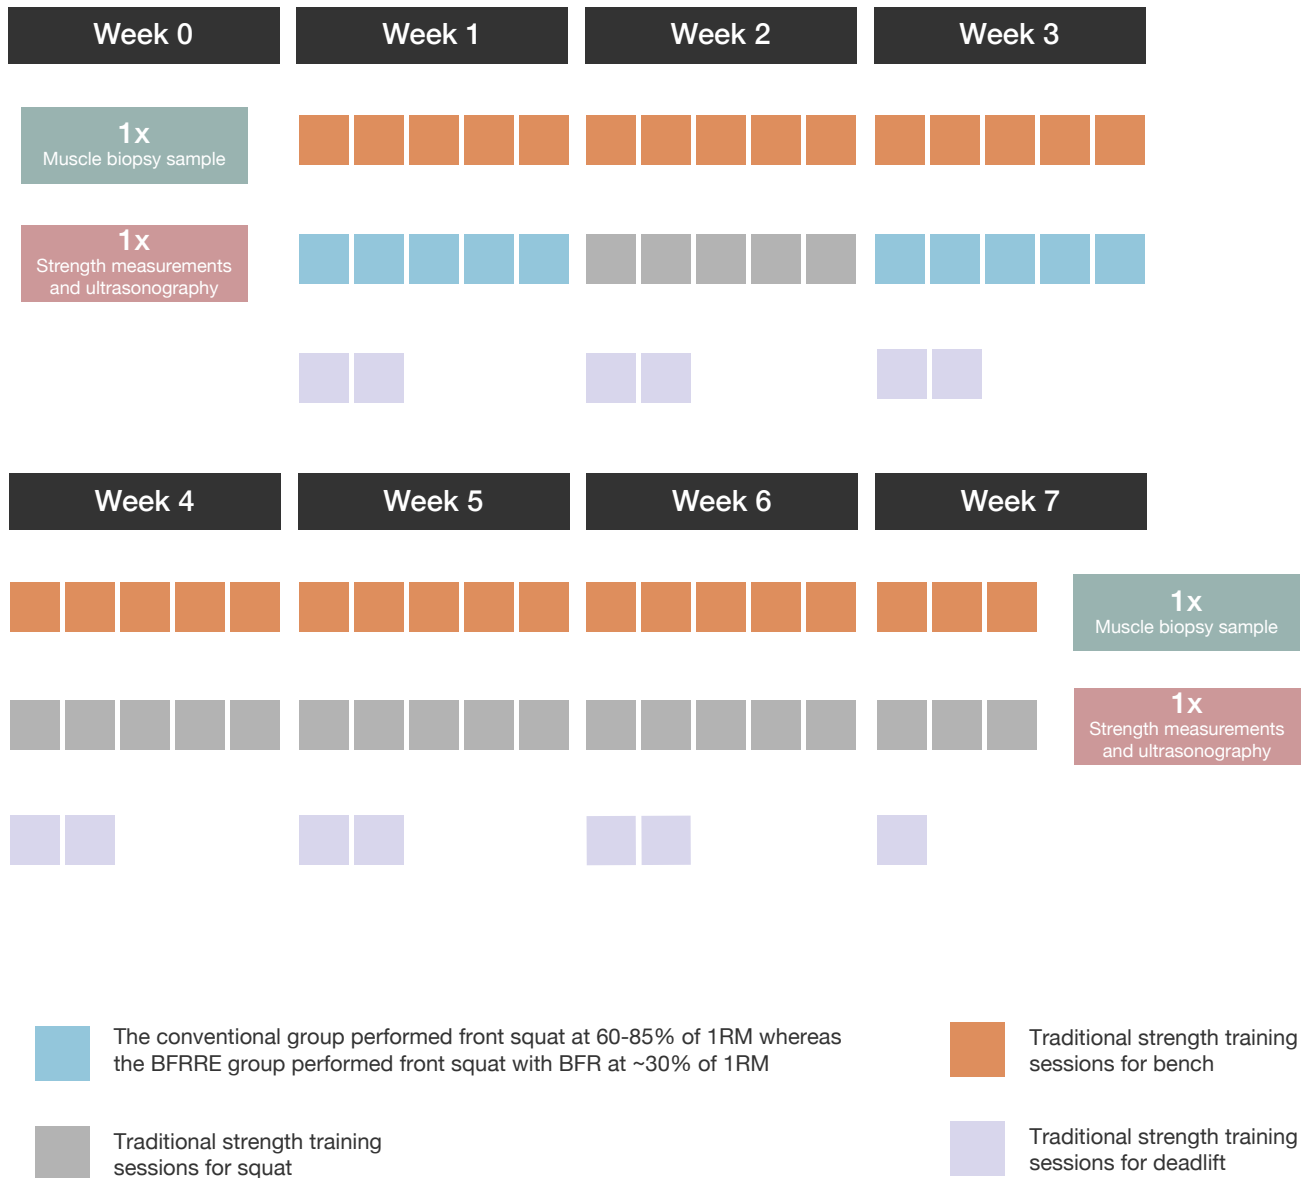 Week 0
Week 1
Week 2
Week 3
1x
Muscle biopsy sample
1x
Strength measurements
and ultrasonography
Week 4
Week 5
Week 6
Week 7
1x
Muscle biopsy sample
1x
Strength measurements
and ultrasonography
The conventional group performed front squat at 60-85% of 1RM whereas
the BFRRE group performed front squat with BFR at ~30% of 1RM
Traditional strength training
sessions for bench
Traditional strength training
sessions for squat
Traditional strength training
sessions for deadlift